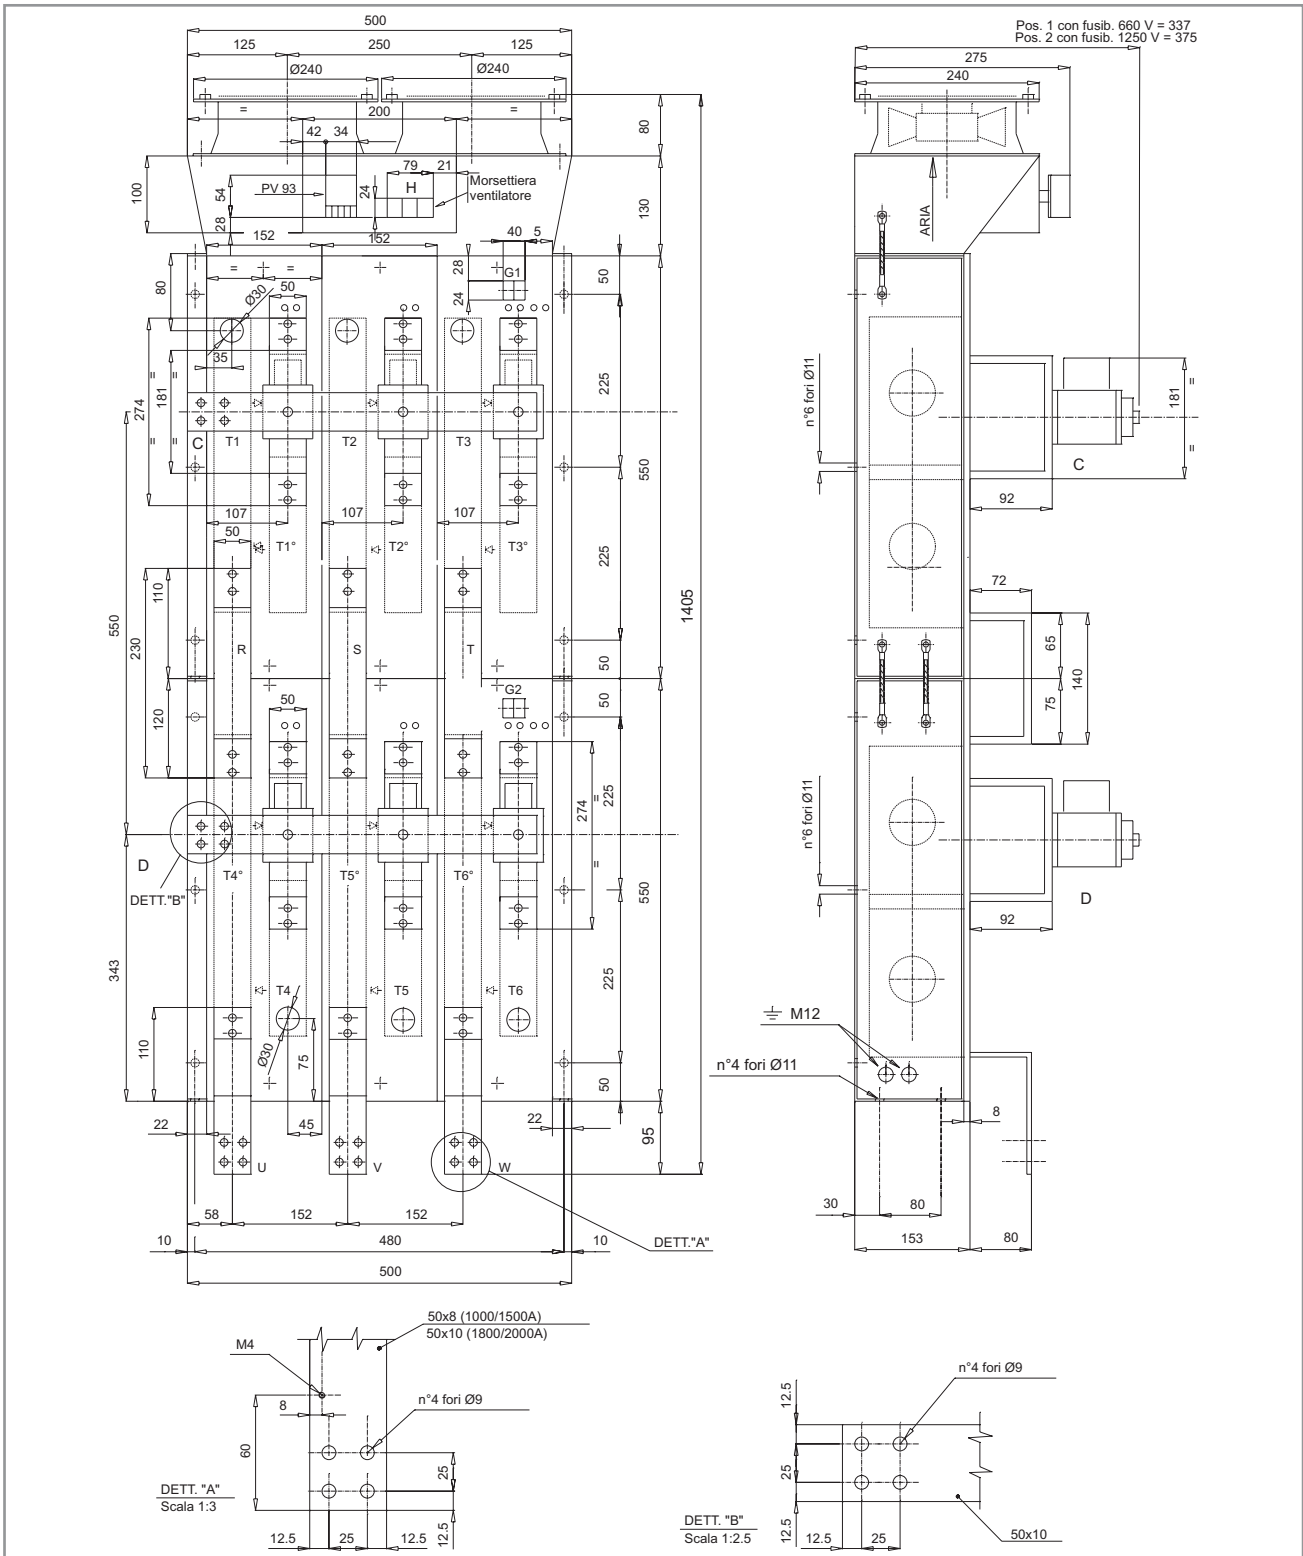 500
125
250
125
Ø240
Ø240
=
200
=
42
34
80
79
21
PV 93
54
24
H
Morsettiera
ventilatore
100
28
130
152
152
40
5
=
=
28
G1
50
80
Ø30
50
24
35
274
=
=
181
=
=
225
C
T1
T2
T3
550
107
107
107
50
T1°
T2°
T3°
225
1405
550
110
230
R
S
T
50
50
G2
50
120
274
=
=
225
D
T4°
T5°
T6°
DETT."B"
550
343
T4
T5
T6
225
110
Ø30
75
50
22
45
22
95
U
V
W
58
152
152
10
480
10
DETT."A"
500
Pos. 1 con fusib. 660 V = 337
Pos. 2 con fusib. 1250 V = 375
275
240
ARIA
n°6 fori Ø11
181
=
=
C
92
72
65
140
75
n°6 fori Ø11
D
92
M12
n°4 fori Ø11
8
30
80
153
80
50x8 (1000/1500A)
50x10 (1800/2000A)
M4
8
n°4 fori Ø9
60
25
DETT. "A"
Scala 1:3
12.5
12.5
25
12.5
n°4 fori Ø9
12.5
25
12.5
DETT. "B"
Scala 1:2.5
12.5
25
50x10